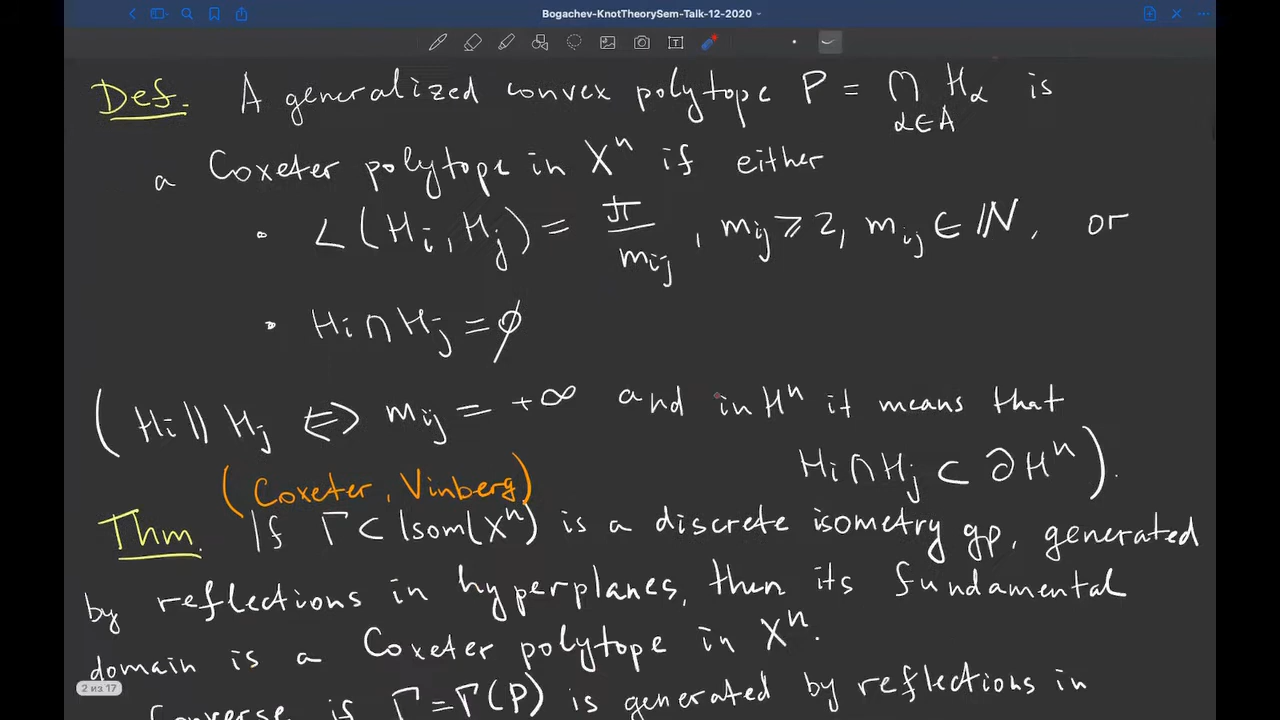 Bogachev-KnotTheorySem-Talk-12-2020
Def. A generalized convex polytope P = ∩ Hα is
α∈A
a Coxeter polytope in Xⁿ if either
• ∠(Hi, Hj) = π/mij, mij ⩾ 2, mij ∈ ℕ, or
• Hi ∩ Hj = ∅
(Hi || Hj ⇔ mij = +∞ and in Hⁿ it means that
Hi ∩ Hj ⊂ ∂Hⁿ).
(Coxeter, Vinberg)
Thm. If Γ < Isom(Xⁿ) is a discrete isometry gp, generated
by reflections in hyperplanes, then its fundamental
domain is a Coxeter polytope in Xⁿ.
2 из 17
Converse, if Γ = Γ(P) is generated by reflections in